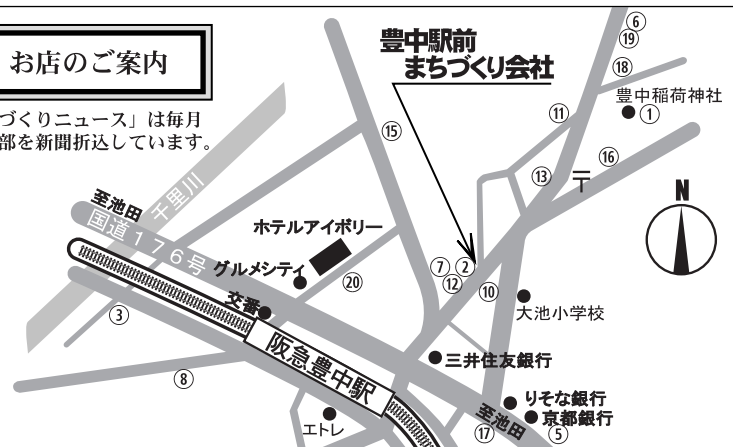 お店のご案内
づくりニュース」は毎月
部を新聞折込しています。
豊中駅前
まちづくり会社
⑥
⑲
⑱
豊中稲荷神社
①
⑪
⑮
⑯
⑬
〒
N
至池田
千里川
国道176号
ホテルアイボリー
グルメシティ
⑳
交番
⑦
②
⑫
⑩
大池小学校
③
阪急豊中駅
三井住友銀行
⑧
りそな銀行
京都銀行
至池田
エトレ
⑰
⑤